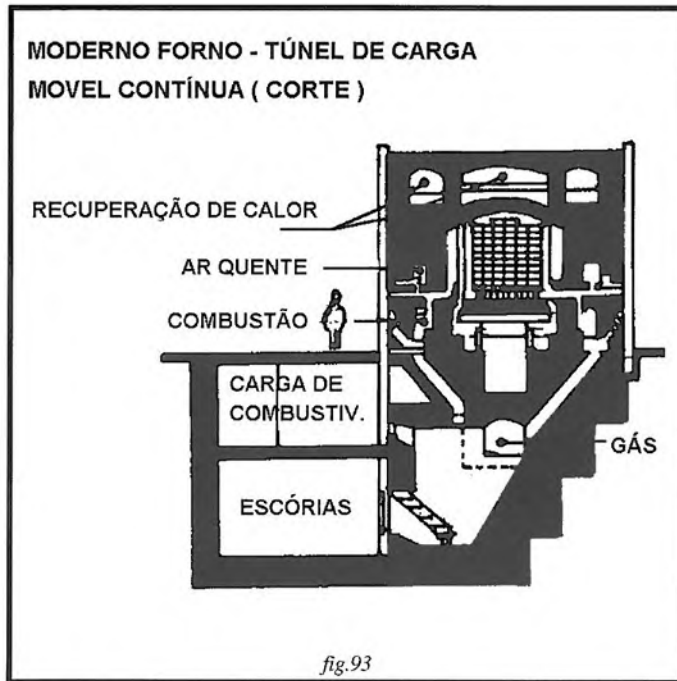 MODERNO FORNO - TÚNEL DE CARGA
MOVEL CONTÍNUA ( CORTE )
RECUPERAÇÃO DE CALOR
AR QUENTE
COMBUSTÃO
CARGA DE
COMBUSTIV.
GÁS
ESCÓRIAS
fig.93